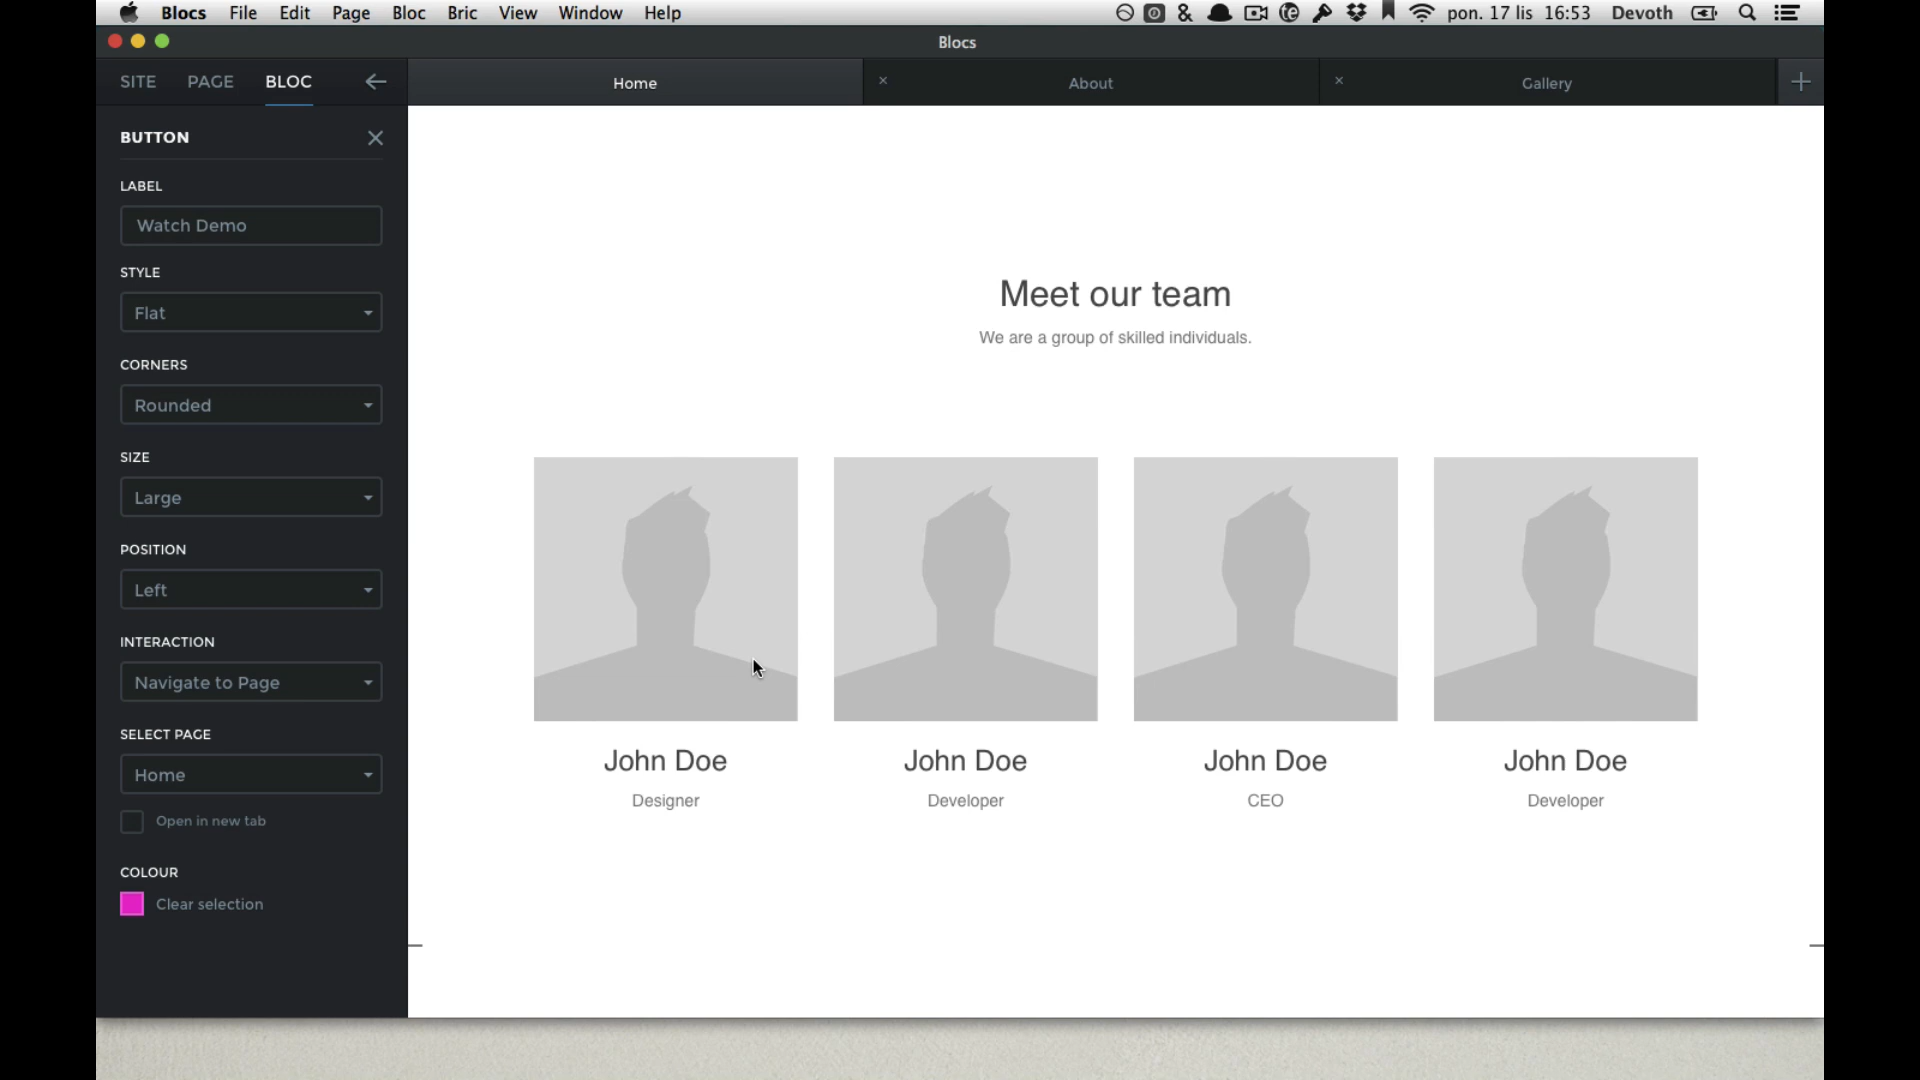 Blocs File Edit Page Bloc Bric View Window Help
pon. 17 lis 16:53 Devoth
Blocs
SITE PAGE BLOC
Home
About
Gallery
BUTTON
LABEL
Watch Demo
STYLE
Flat
CORNERS
Rounded
SIZE
Large
POSITION
Left
INTERACTION
Navigate to Page
SELECT PAGE
Home
Open in new tab
COLOUR
Clear selection
Meet our team
We are a group of skilled individuals.
John Doe
Designer
John Doe
Developer
John Doe
CEO
John Doe
Developer